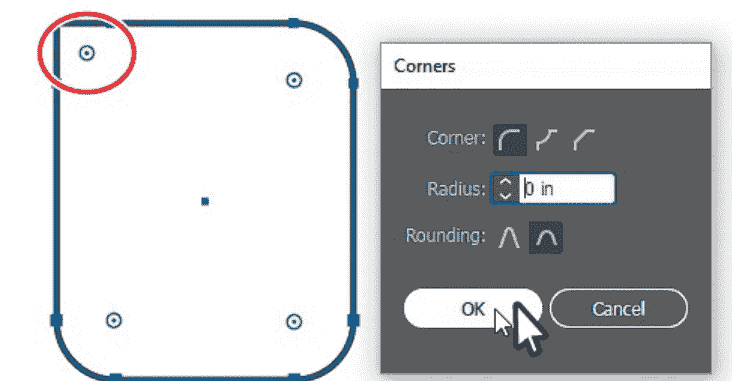 Corners
Corner:
Radius: 0 in
Rounding:
OK
Cancel